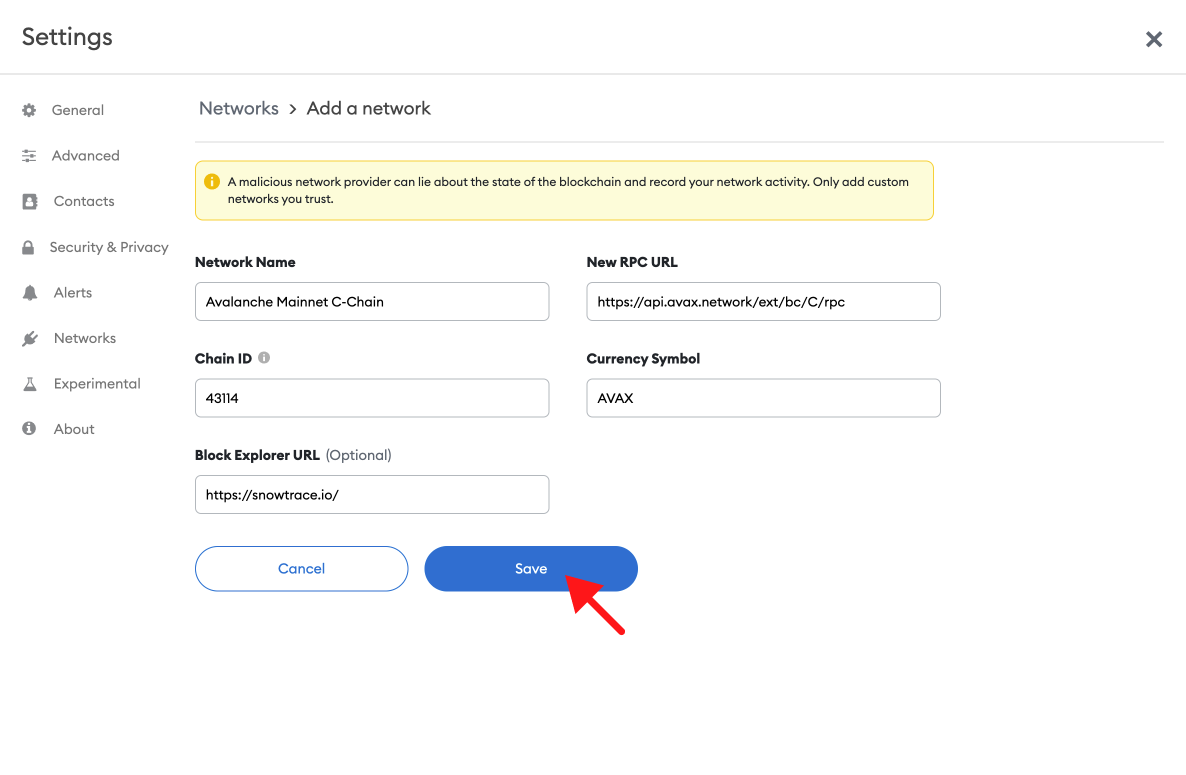 Settings
General
Advanced
Contacts
Security & Privacy
Alerts
Networks
Experimental
About
Networks > Add a network
A malicious network provider can lie about the state of the blockchain and record your network activity. Only add custom
networks you trust.
Network Name
Avalanche Mainnet C-Chain
New RPC URL
https://api.avax.network/ext/bc/C/rpc
Chain ID
43114
Currency Symbol
AVAX
Block Explorer URL (Optional)
https://snowtrace.io/
Cancel
Save